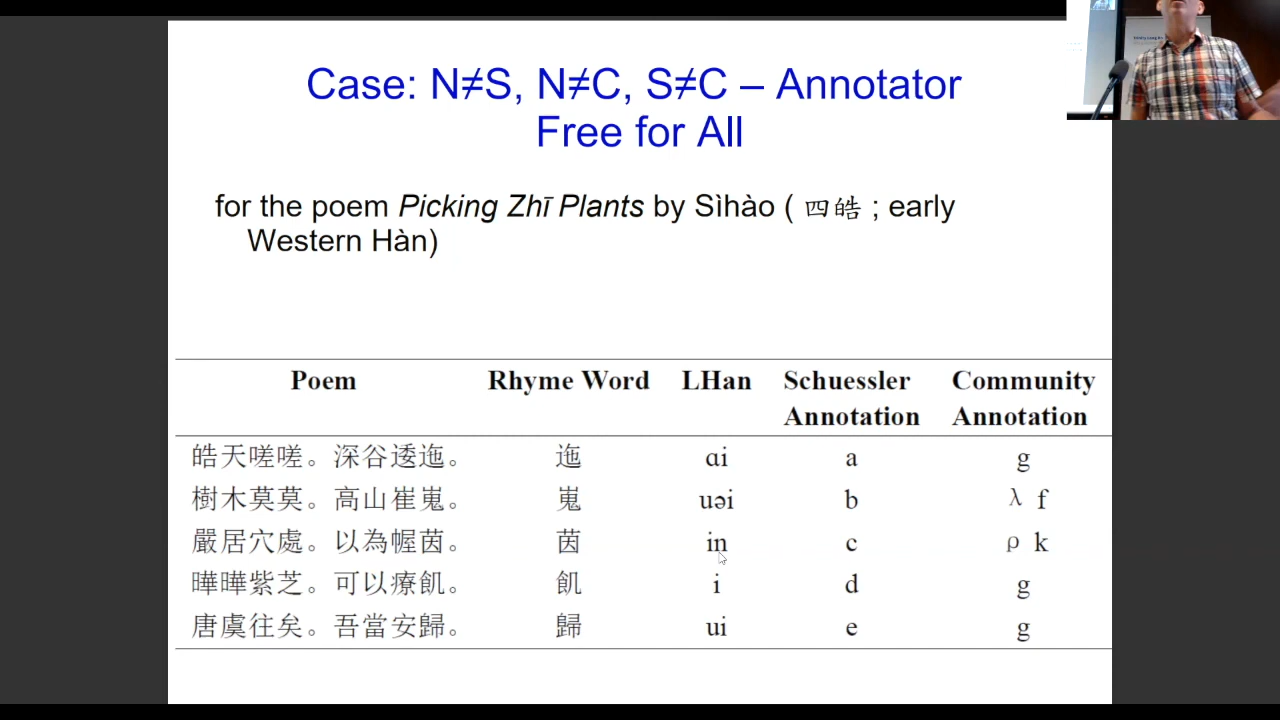 Case: N≠S, N≠C, S≠C – Annotator
Free for All
for the poem Picking Zhī Plants by Sìhào ( 四皓 ; early
Western Hàn)
Poem Rhyme Word LHan Schuessler Annotation Community Annotation
皓天嗟嗟。深谷逶迤。 迤 ɑi a g
樹木莫莫。高山崔嵬。 嵬 uəi b λ f
嚴居穴處。以為幄茵。 茵 in c ρ k
曄曄紫芝。可以療飢。 飢 i d g
唐虞往矣。吾當安歸。 歸 ui e g